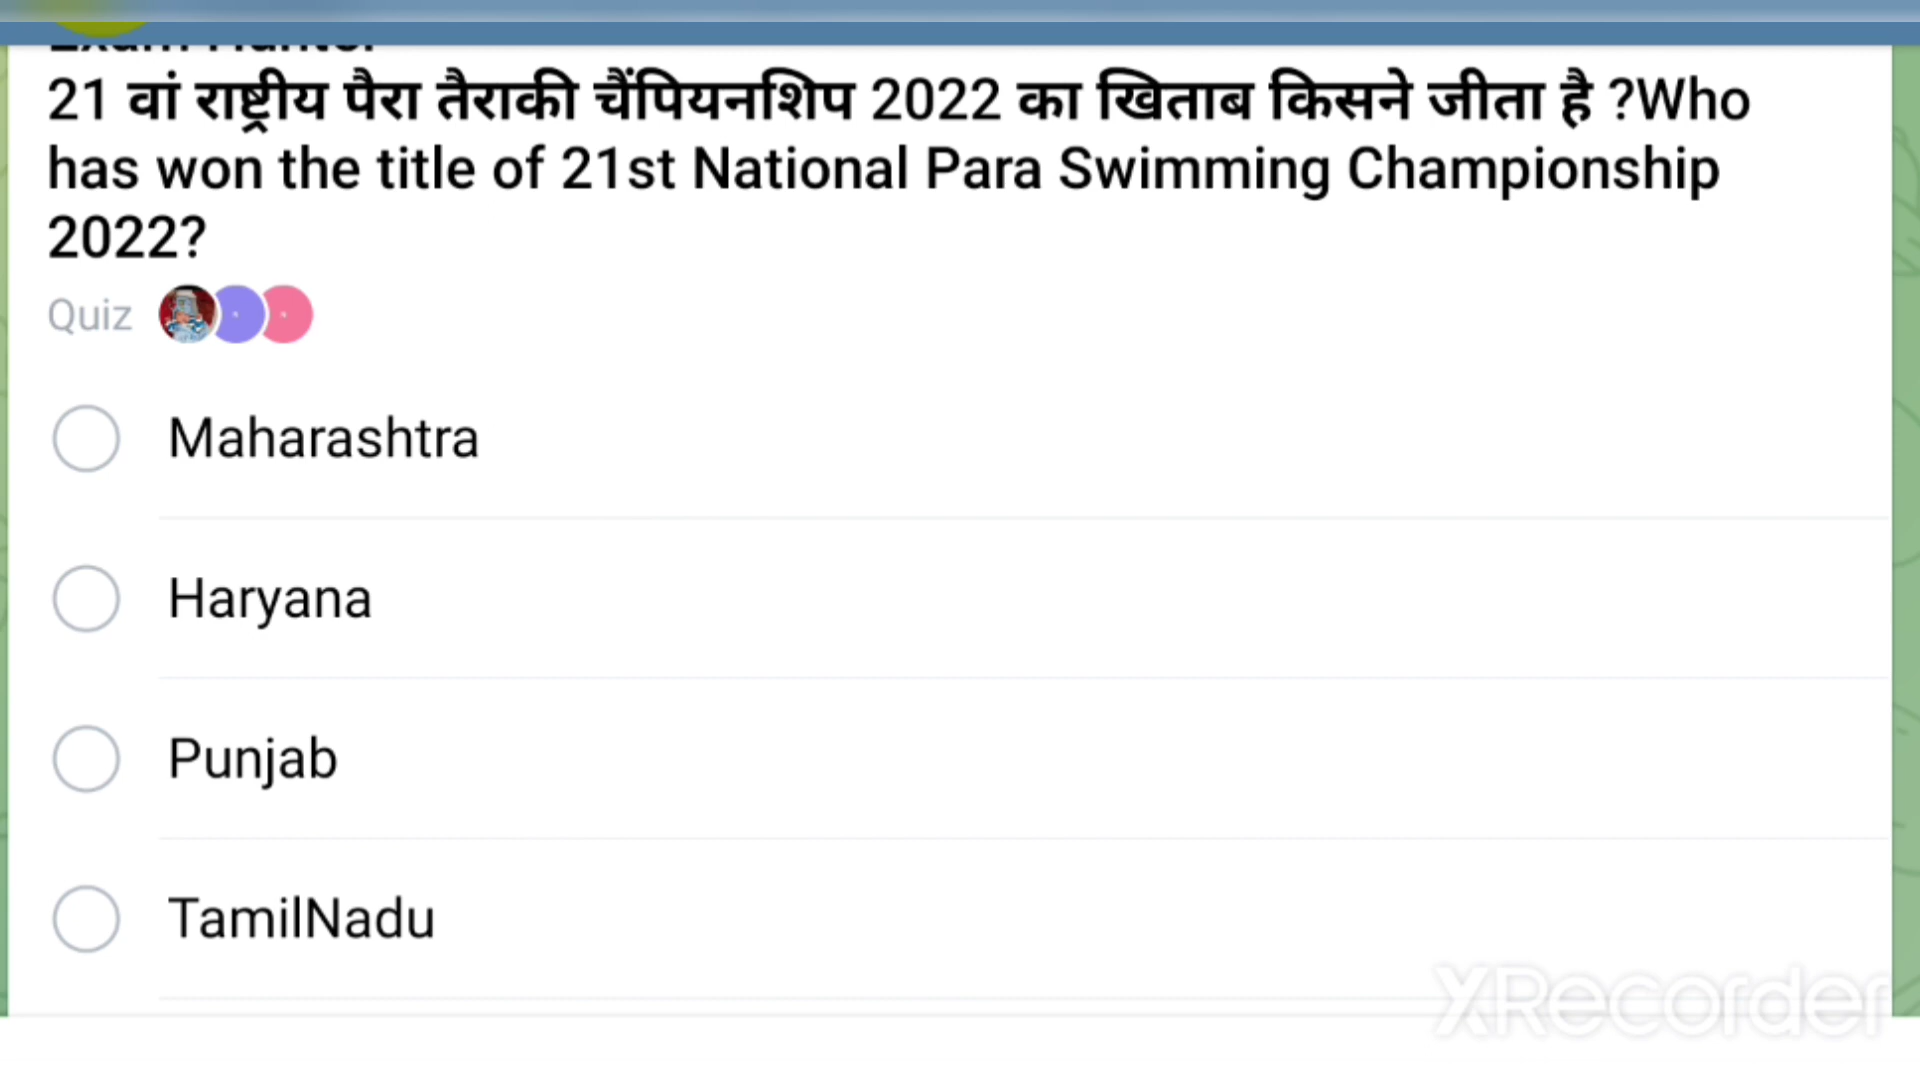 21 वां राष्ट्रीय पैरा तैराकी चैंपियनशिप 2022 का खिताब किसने जीता है ?Who
has won the title of 21st National Para Swimming Championship
2022?
Quiz
Maharashtra
Haryana
Punjab
TamilNadu
XRecorder